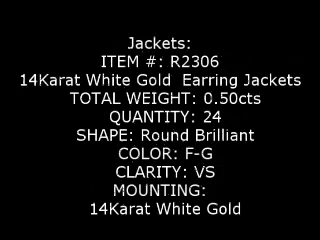 Jackets:
ITEM #: R2306
14Karat White Gold  Earring Jackets
TOTAL WEIGHT: 0.50cts
QUANTITY: 24
SHAPE: Round Brilliant
COLOR: F-G
CLARITY: VS
MOUNTING:
14Karat White Gold